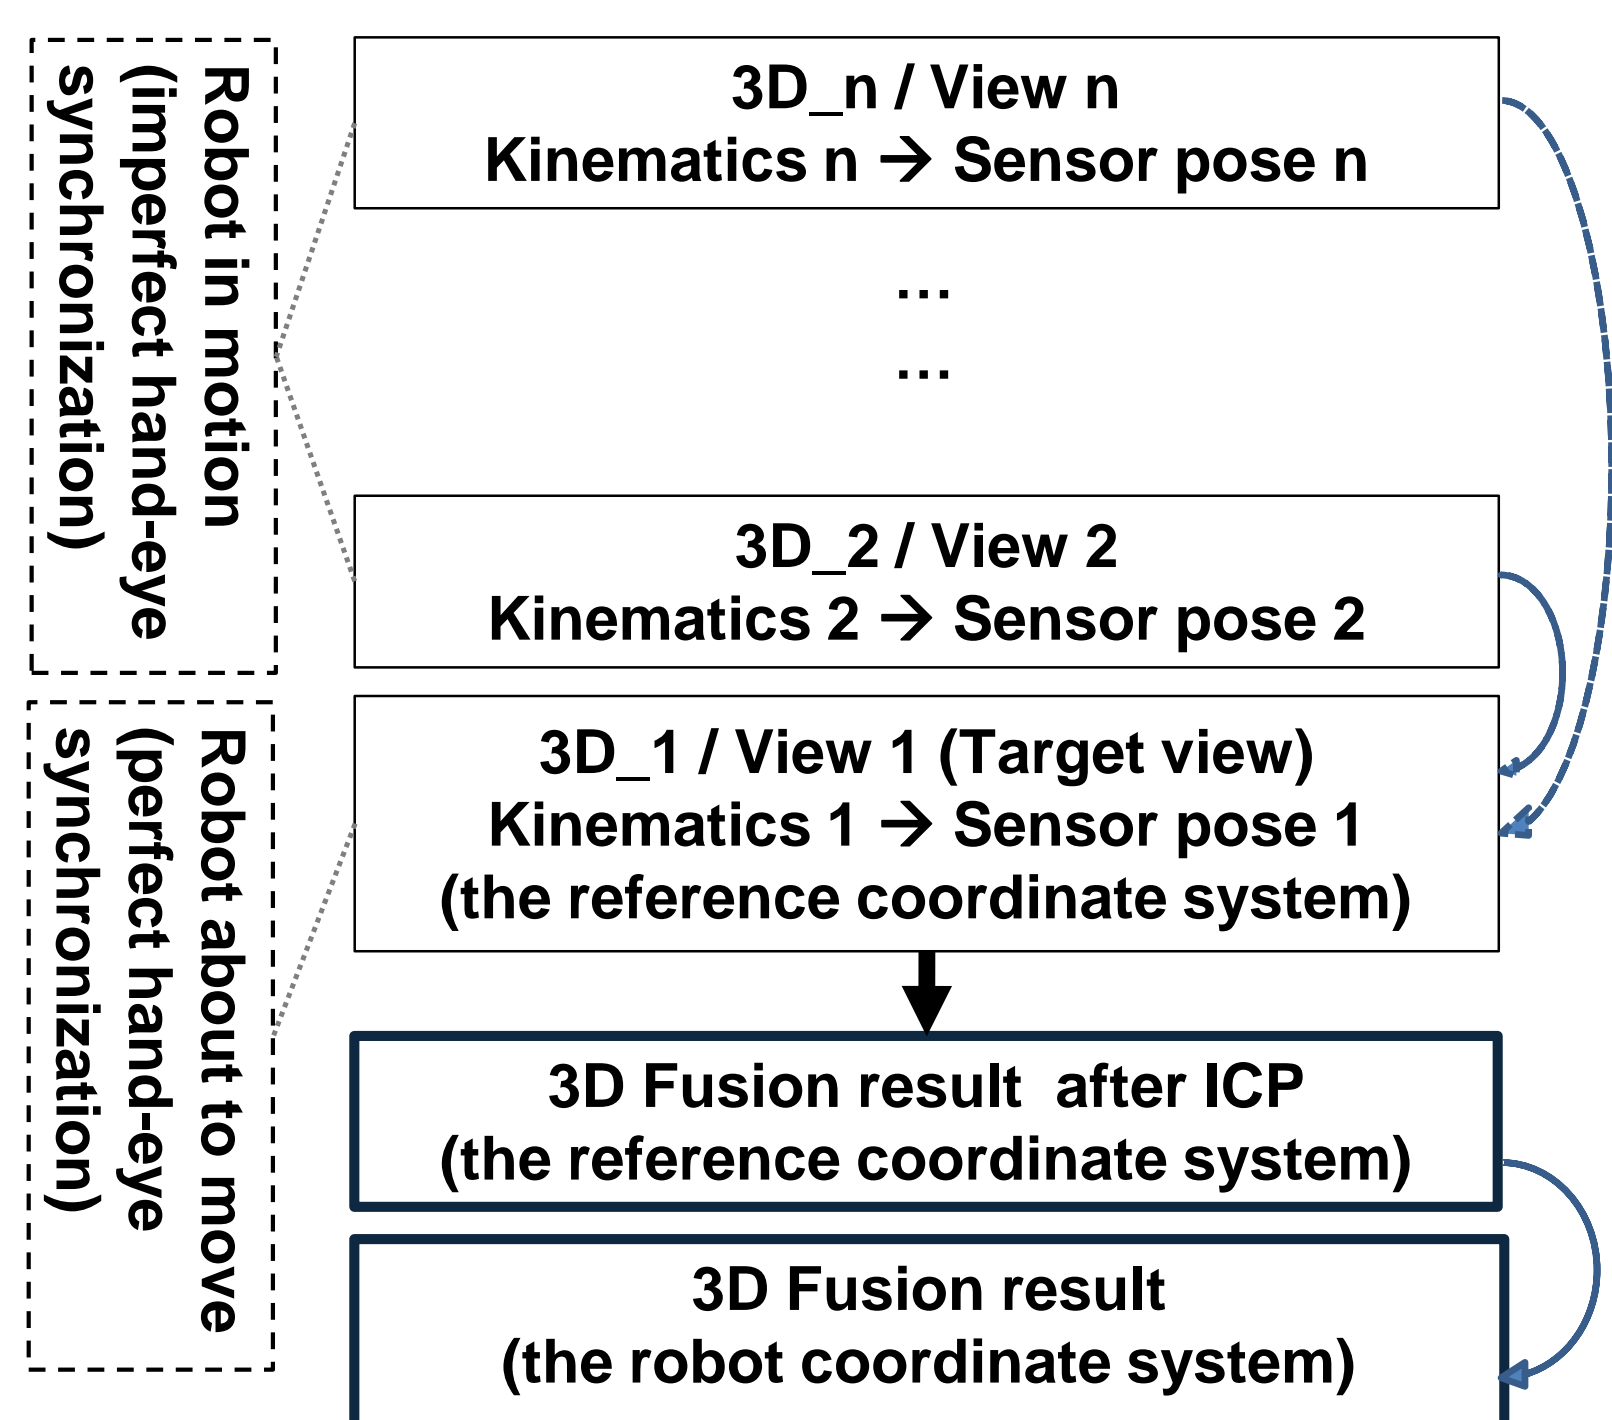 Robot in motion
(imperfect hand-eye
synchronization)
3D_n / View n
Kinematics n → Sensor pose n
...
...
3D_2 / View 2
Kinematics 2 → Sensor pose 2
Robot about to move
(perfect hand-eye
synchronization)
3D_1 / View 1 (Target view)
Kinematics 1 → Sensor pose 1
(the reference coordinate system)
3D Fusion result  after ICP
(the reference coordinate system)
3D Fusion result
(the robot coordinate system)